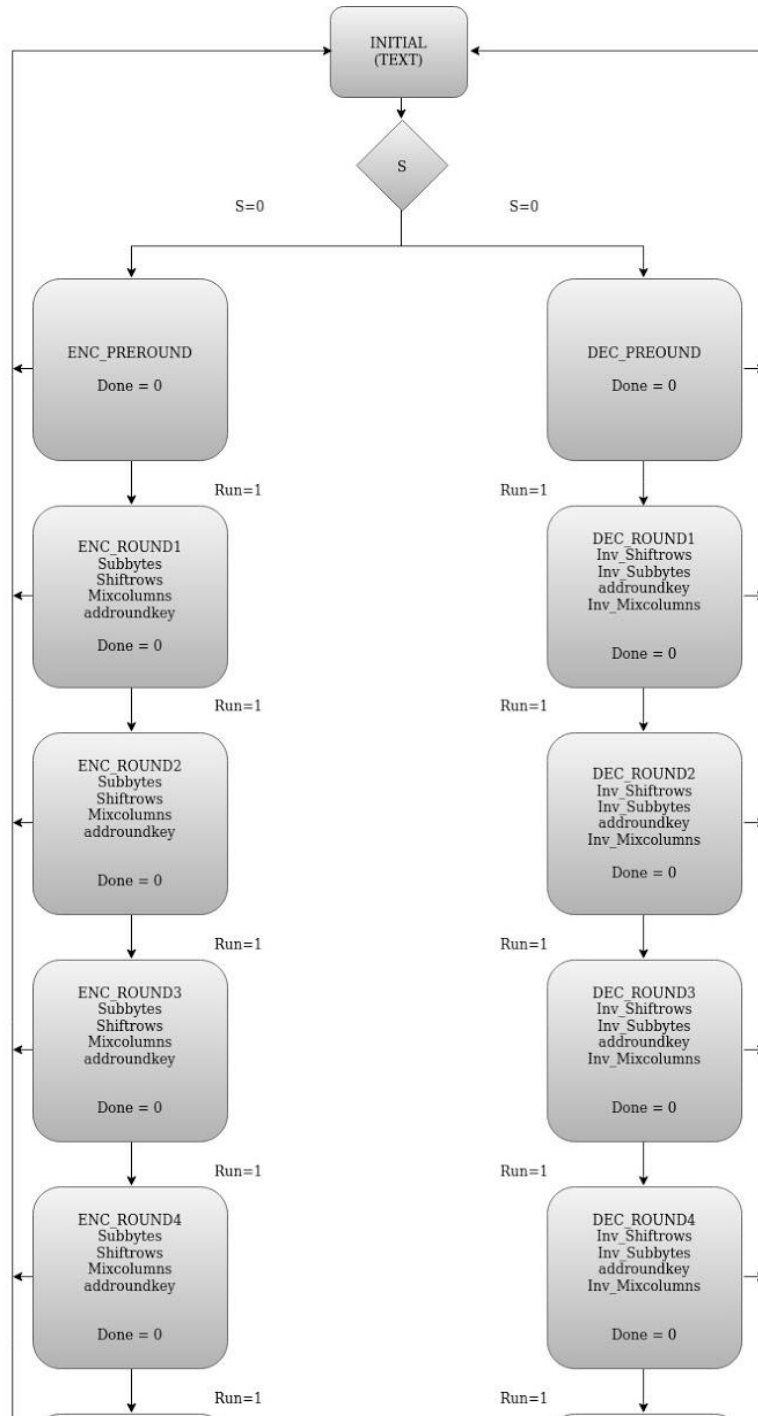 INITIAL
(TEXT)
S
S=0
S=0
ENC_PREROUND
Done = 0
DEC_PREOUND
Done = 0
Run=1
Run=1
ENC_ROUND1
Subbytes
Shiftrows
Mixcolumns
addroundkey
Done = 0
DEC_ROUND1
Inv_Shiftrows
Inv_Subbytes
addroundkey
Inv_Mixcolumns
Done = 0
Run=1
Run=1
ENC_ROUND2
Subbytes
Shiftrows
Mixcolumns
addroundkey
Done = 0
DEC_ROUND2
Inv_Shiftrows
Inv_Subbytes
addroundkey
Inv_Mixcolumns
Done = 0
Run=1
Run=1
ENC_ROUND3
Subbytes
Shiftrows
Mixcolumns
addroundkey
Done = 0
DEC_ROUND3
Inv_Shiftrows
Inv_Subbytes
addroundkey
Inv_Mixcolumns
Done = 0
Run=1
Run=1
ENC_ROUND4
Subbytes
Shiftrows
Mixcolumns
addroundkey
Done = 0
DEC_ROUND4
Inv_Shiftrows
Inv_Subbytes
addroundkey
Inv_Mixcolumns
Done = 0
Run=1
Run=1